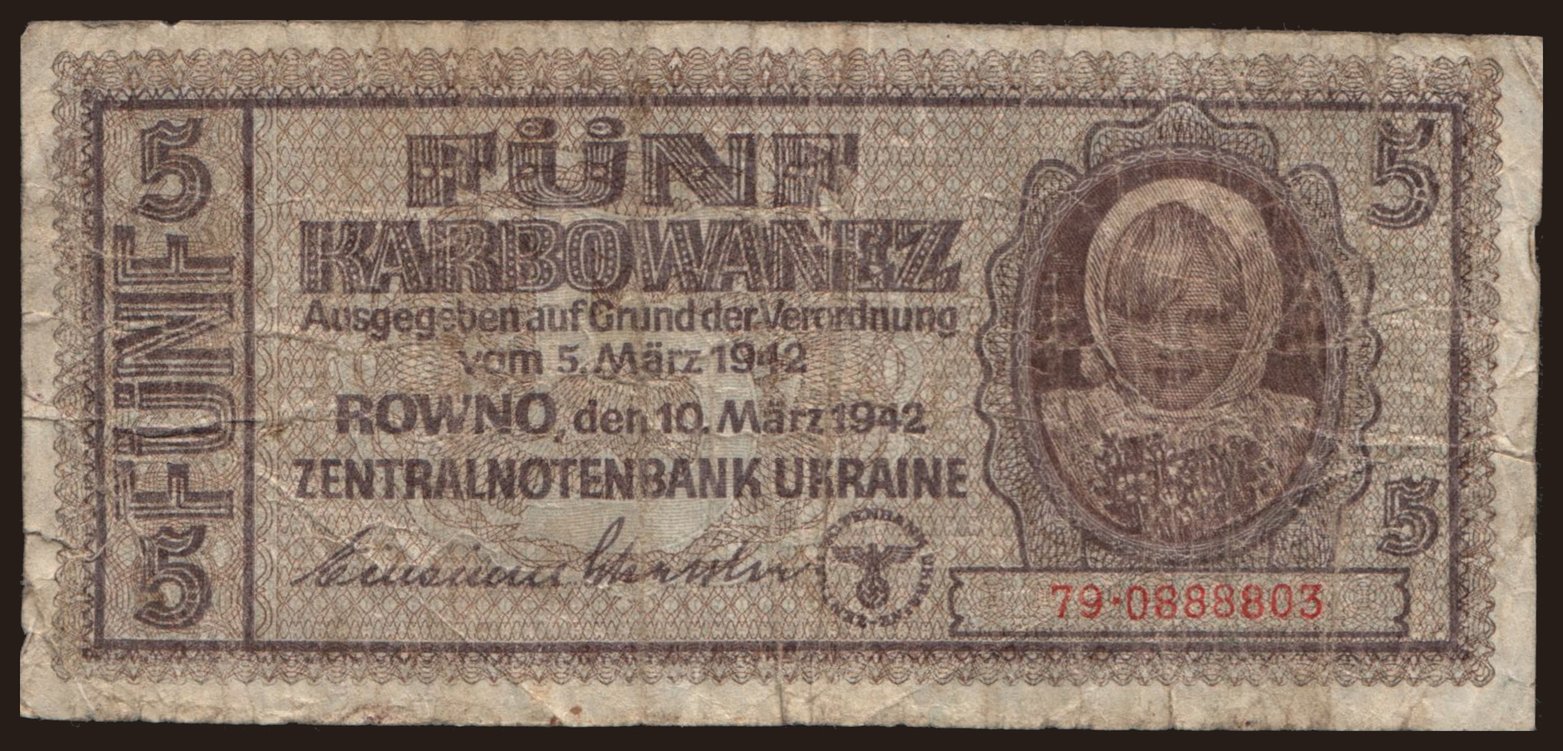 5
FÜNF
5
FÜNF
KARBOWANEZ
Ausgegeben auf Grund der Verordnung
vom 5. März 1942
ROWNO, den 10. März 1942
ZENTRALNOTENBANK UKRAINE
5
5
79·0888803